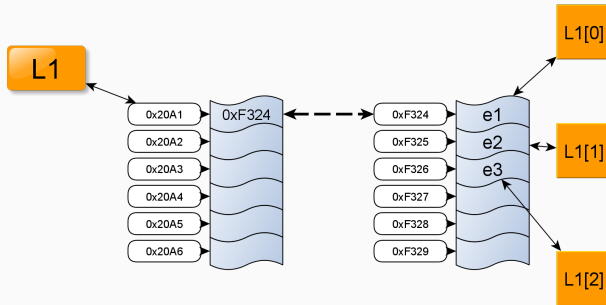 L1
L1[0]
0x20A1
0xF324
0xF324
e1
0x20A2
0xF325
e2
L1[1]
0x20A3
0xF326
e3
0x20A4
0xF327
0x20A5
0xF328
0x20A6
0xF329
L1[2]